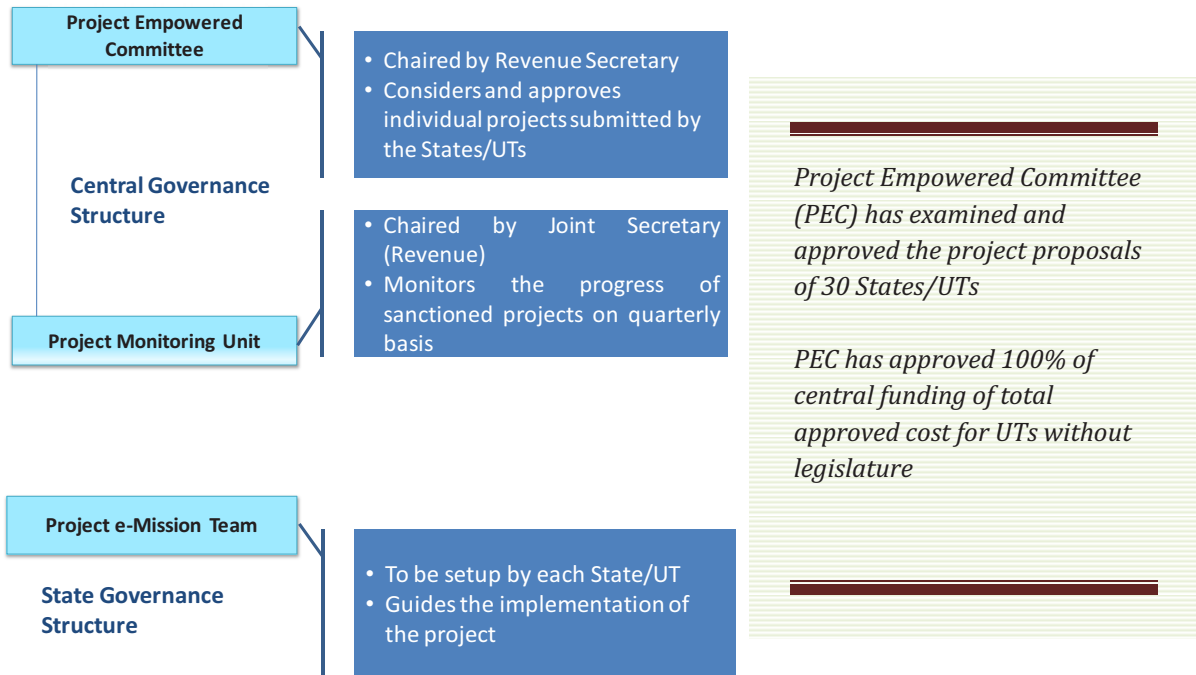 Project Empowered
Committee
• Chaired by Revenue Secretary
• Considers and approves
individual projects submitted by
the States/UTs
Central Governance
Structure
• Chaired by Joint Secretary
(Revenue)
• Monitors the progress of
sanctioned projects on quarterly
basis
Project Monitoring Unit
Project e-Mission Team
State Governance
Structure
• To be setup by each State/UT
• Guides the implementation of
the project
Project Empowered Committee
(PEC) has examined and
approved the project proposals
of 30 States/UTs
PEC has approved 100% of
central funding of total
approved cost for UTs without
legislature